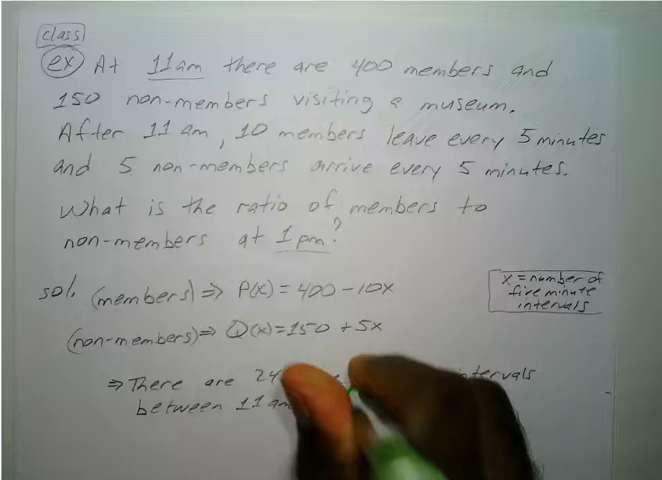 class
ex At 11am there are 400 members and
150 non-members visiting a museum.
After 11 am, 10 members leave every 5 minutes
and 5 non-members arrive every 5 minutes.
What is the ratio of members to
non-members at 1pm?
sol. (members) ⇒ P(x) = 400 - 10x
x = number of
five minute
intervals
(non-members) ⇒ Q(x) = 150 + 5x
⇒ There are 24
between 11 am